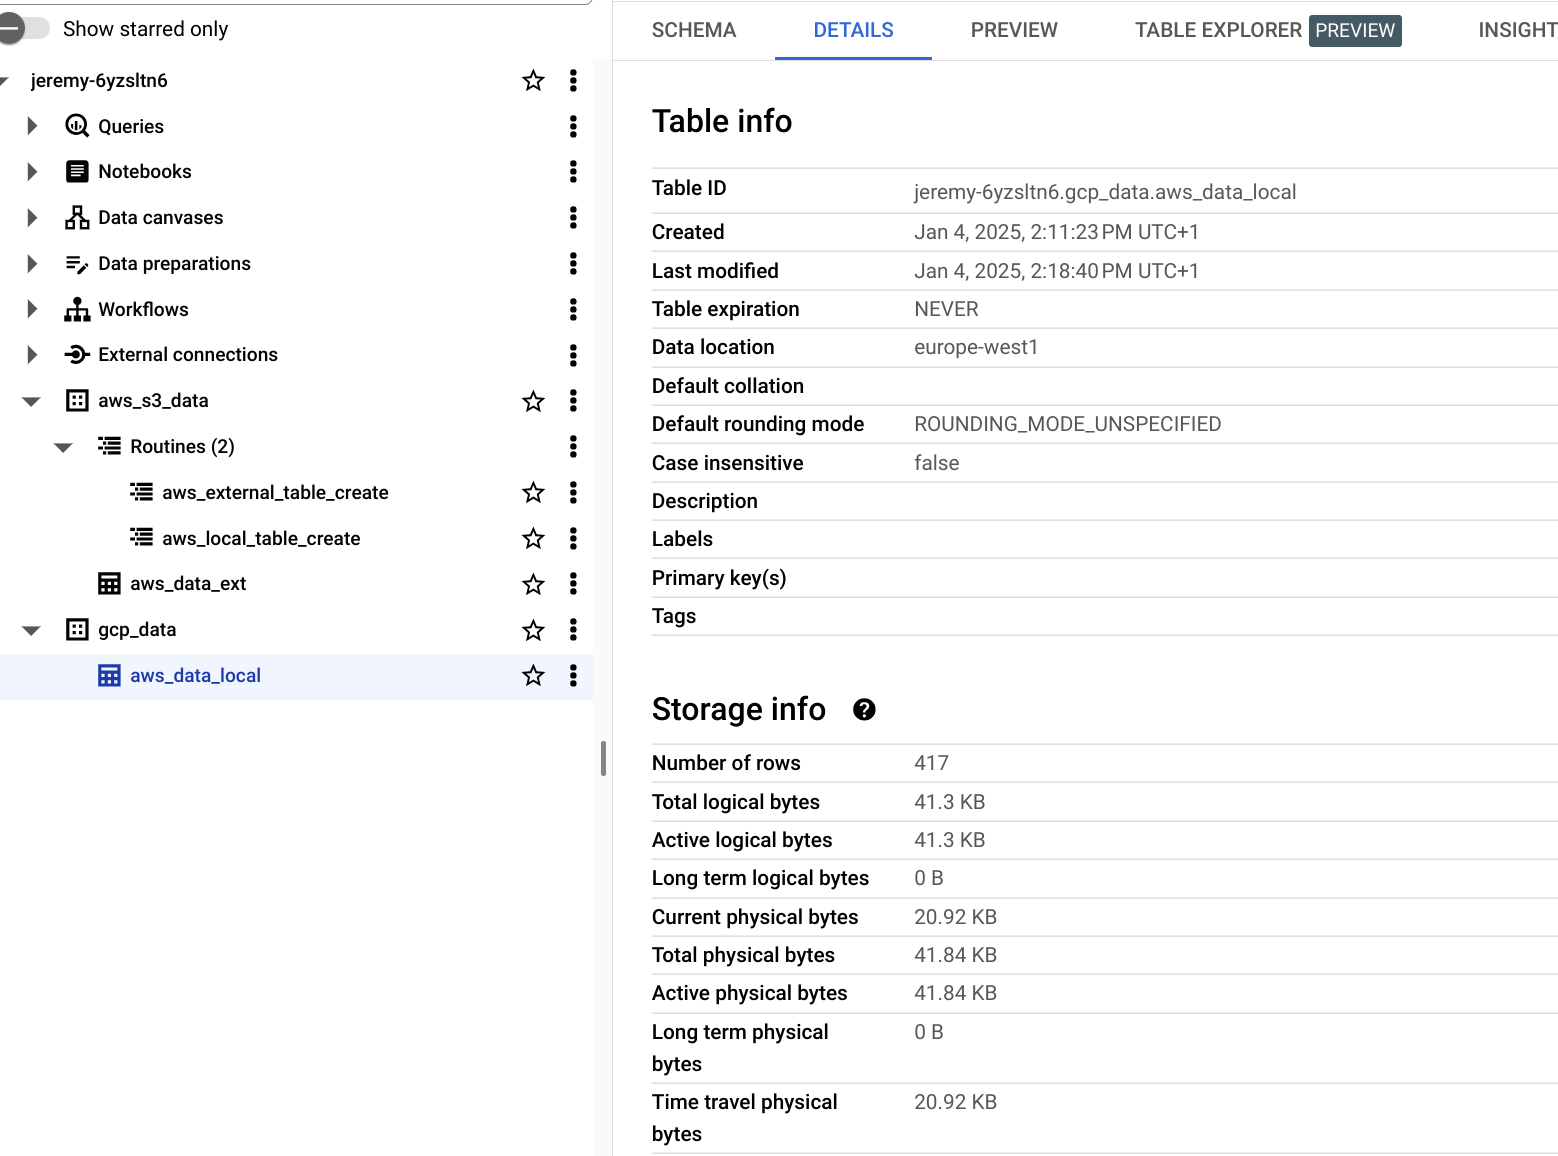 Show starred only
jeremy-6yzsltn6
Queries
Notebooks
Data canvases
Data preparations
Workflows
External connections
aws_s3_data
Routines (2)
aws_external_table_create
aws_local_table_create
aws_data_ext
gcp_data
aws_data_local
SCHEMA DETAILS PREVIEW TABLE EXPLORER PREVIEW INSIGHT
Table info
Table ID jeremy-6yzsltn6.gcp_data.aws_data_local
Created Jan 4, 2025, 2:11:23 PM UTC+1
Last modified Jan 4, 2025, 2:18:40 PM UTC+1
Table expiration NEVER
Data location europe-west1
Default collation
Default rounding mode ROUNDING_MODE_UNSPECIFIED
Case insensitive false
Description
Labels
Primary key(s)
Tags
Storage info ?
Number of rows 417
Total logical bytes 41.3 KB
Active logical bytes 41.3 KB
Long term logical bytes 0 B
Current physical bytes 20.92 KB
Total physical bytes 41.84 KB
Active physical bytes 41.84 KB
Long term physical 0 B
bytes
Time travel physical 20.92 KB
bytes